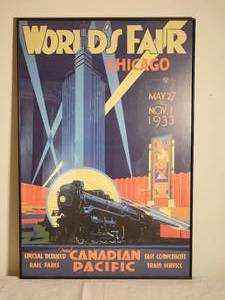 WORLD'S FAIR
CHICAGO
MAY 27
NOV. 1
1933
SPECIAL REDUCED
RAIL FARES
CANADIAN
PACIFIC
FAST CONVENIENT
TRAIN SERVICE